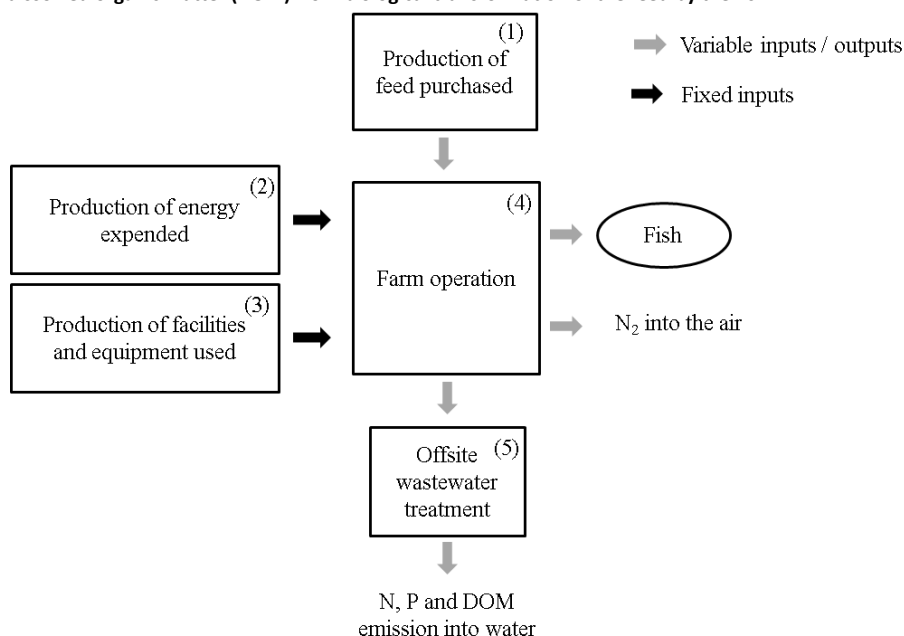 (1)
Production of
feed purchased
Variable inputs / outputs
Fixed inputs
(2)
Production of energy
expended
(3)
Production of facilities
and equipment used
(4)
Farm operation
Fish
N₂ into the air
(5)
Offsite
wastewater
treatment
N, P and DOM
emission into water